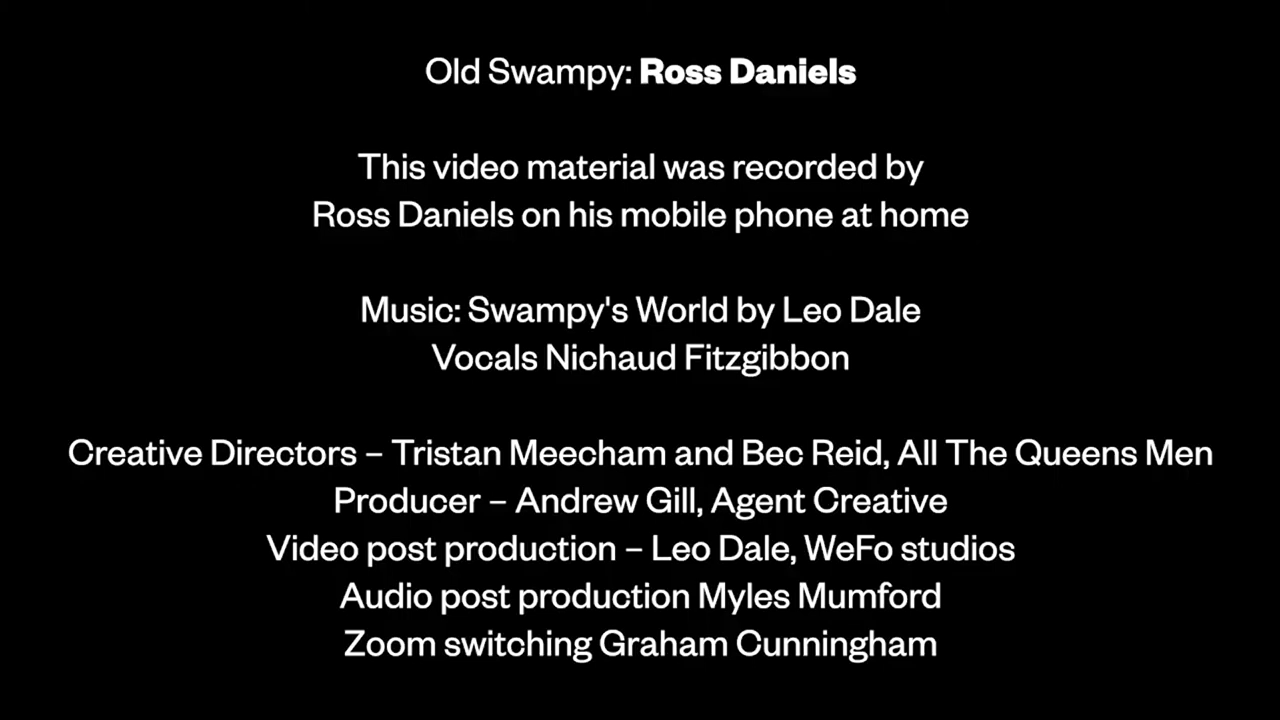 Old Swampy: Ross Daniels
This video material was recorded by
Ross Daniels on his mobile phone at home
Music: Swampy's World by Leo Dale
Vocals Nichaud Fitzgibbon
Creative Directors – Tristan Meecham and Bec Reid, All The Queens Men
Producer – Andrew Gill, Agent Creative
Video post production – Leo Dale, WeFo studios
Audio post production Myles Mumford
Zoom switching Graham Cunningham